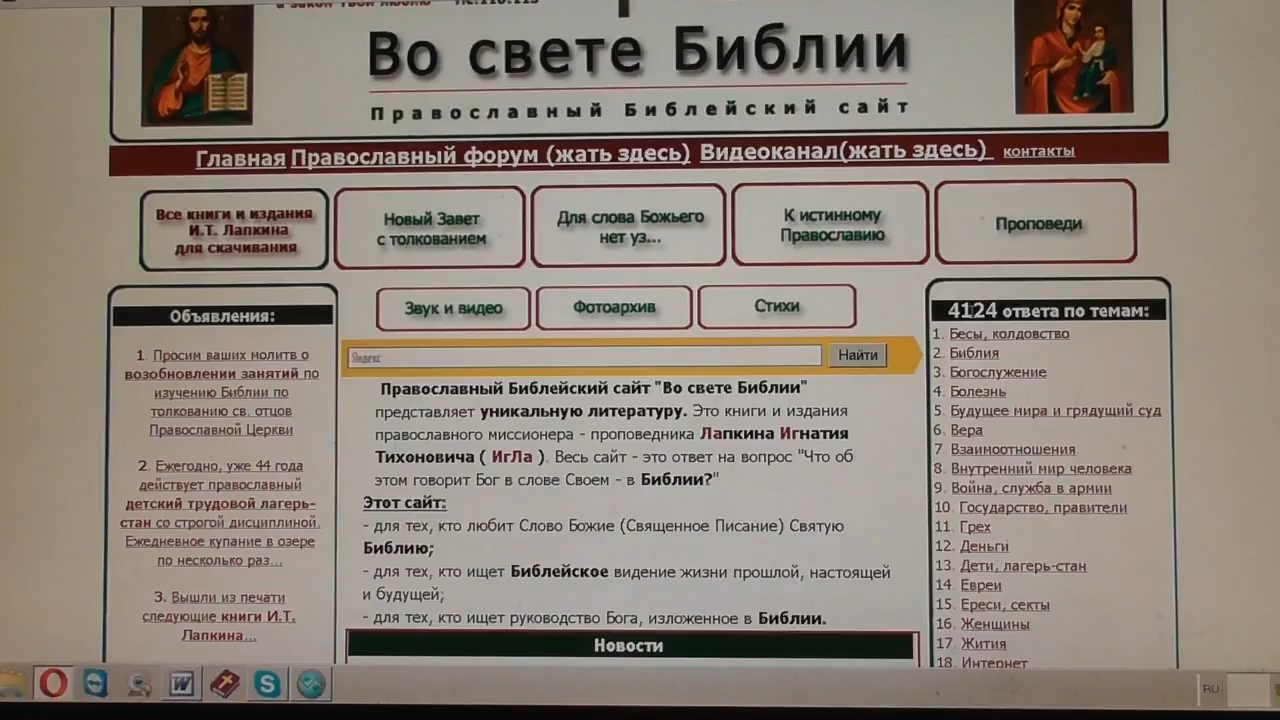 а закон Твой люблю Пс.118:113
Во свете Библии
Православный Библейский сайт
Главная Православный форум (жать здесь) Видеоканал(жать здесь) контакты
Все книги и издания
И.Т. Лапкина
для скачивания
Новый Завет
с толкованием
Для слова Божьего
нет уз...
К истинному
Православию
Проповеди
Звук и видео
Фотоархив
Стихи
Объявления:
1. Просим ваших молитв о
возобновлении занятий по
изучению Библии по
толкованию св. отцов
Православной Церкви
2. Ежегодно, уже 44 года
действует православный
детский трудовой лагерь-
стан со строгой дисциплиной.
Ежедневное купание в озере
по несколько раз...
3. Вышли из печати
следующие книги И.Т.
Лапкина...
Яндекс
Найти
Православный Библейский сайт "Во свете Библии"
представляет уникальную литературу. Это книги и издания
православного миссионера - проповедника Лапкина Игнатия
Тихоновича ( ИгЛа ). Весь сайт - это ответ на вопрос "Что об
этом говорит Бог в слове Своем - в Библии?"
Этот сайт:
- для тех, кто любит Слово Божие (Священное Писание) Святую
Библию;
- для тех, кто ищет Библейское видение жизни прошлой, настоящей
и будущей;
- для тех, кто ищет руководство Бога, изложенное в Библии.
Новости
4124 ответа по темам:
1. Бесы, колдовство
2. Библия
3. Богослужение
4. Болезнь
5. Будущее мира и грядущий суд
6. Вера
7. Взаимоотношения
8. Внутренний мир человека
9. Война, служба в армии
10. Государство, правители
11. Грех
12. Деньги
13. Дети, лагерь-стан
14. Евреи
15. Ереси, секты
16. Женщины
17. Жития
18. Интернет
RU